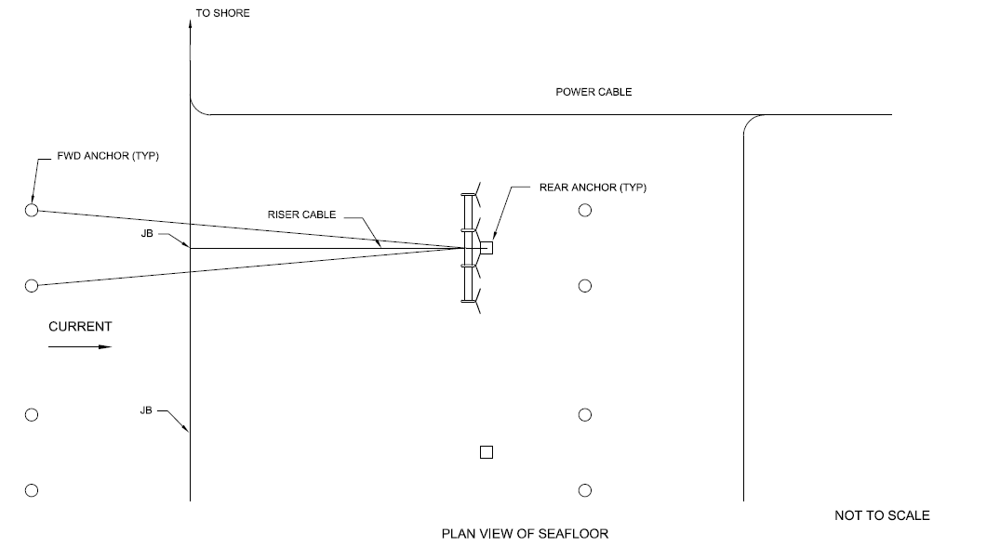 TO SHORE
POWER CABLE
FWD ANCHOR (TYP)
REAR ANCHOR (TYP)
RISER CABLE
JB
CURRENT
JB
NOT TO SCALE
PLAN VIEW OF SEAFLOOR